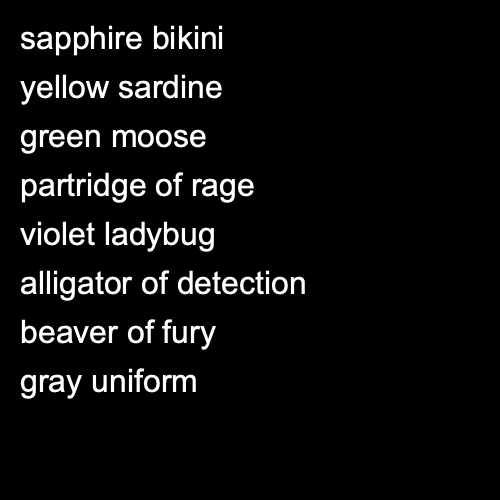 sapphire bikini
yellow sardine
green moose
partridge of rage
violet ladybug
alligator of detection
beaver of fury
gray uniform